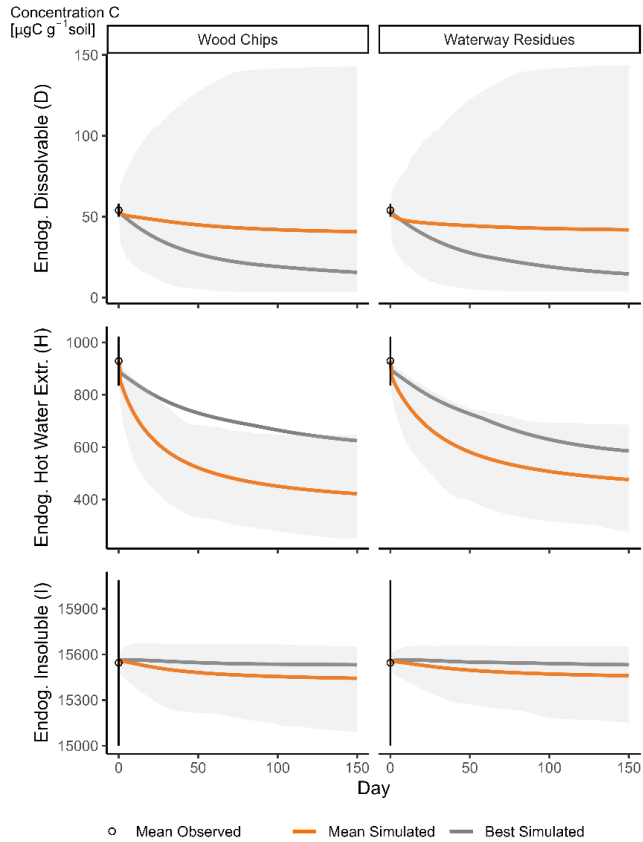 Concentration C
[µgC g⁻¹soil]
Wood Chips
Waterway Residues
Endog. Dissolvable (D)
150
100
50
0
Endog. Hot Water Extr. (H)
1000
800
600
400
Endog. Insoluble (I)
15900
15600
15300
15000
0 50 100 150
0 50 100 150
Day
Mean Observed
Mean Simulated
Best Simulated